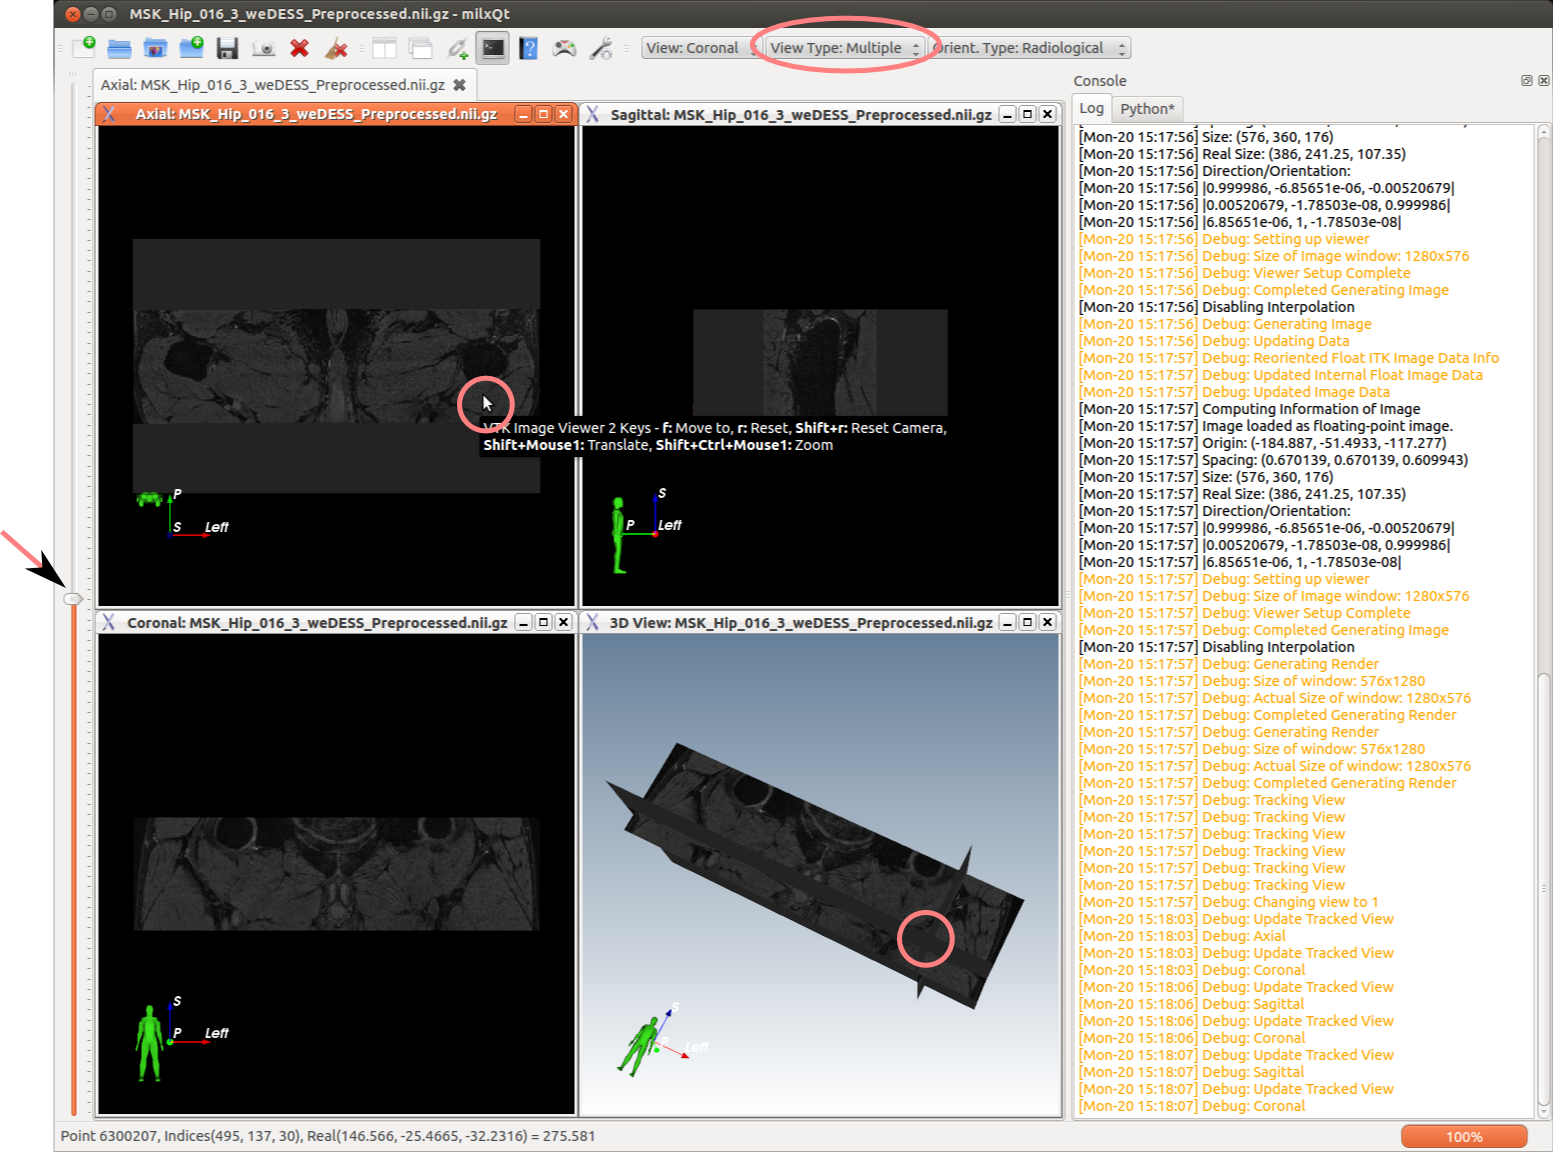 MSK_Hip_016_3_weDESS_Preprocessed.nii.gz - milxQt
View: Coronal
View Type: Multiple
Orient. Type: Radiological
Axial: MSK_Hip_016_3_weDESS_Preprocessed.nii.gz
Axial: MSK_Hip_016_3_weDESS_Preprocessed.nii.gz
Sagittal: MSK_Hip_016_3_weDESS_Preprocessed.nii.gz
VTK Image Viewer 2 Keys - f: Move to, r: Reset, Shift+r: Reset Camera,
Shift+Mouse1: Translate, Shift+Ctrl+Mouse1: Zoom
P
S Left
S
P Left
Coronal: MSK_Hip_016_3_weDESS_Preprocessed.nii.gz
3D View: MSK_Hip_016_3_weDESS_Preprocessed.nii.gz
S
P Left
S
P Left
Console
Log
Python*
[Mon-20 15:17:56] Size: (576, 360, 176)
[Mon-20 15:17:56] Real Size: (386, 241.25, 107.35)
[Mon-20 15:17:56] Direction/Orientation:
[Mon-20 15:17:56] |0.999986, -6.85651e-06, -0.00520679|
[Mon-20 15:17:56] |0.00520679, -1.78503e-08, 0.999986|
[Mon-20 15:17:56] |6.85651e-06, 1, -1.78503e-08|
[Mon-20 15:17:56] Debug: Setting up viewer
[Mon-20 15:17:56] Debug: Size of Image window: 1280x576
[Mon-20 15:17:56] Debug: Viewer Setup Complete
[Mon-20 15:17:56] Debug: Completed Generating Image
[Mon-20 15:17:56] Disabling Interpolation
[Mon-20 15:17:56] Debug: Generating Image
[Mon-20 15:17:56] Debug: Updating Data
[Mon-20 15:17:57] Debug: Reoriented Float ITK Image Data Info
[Mon-20 15:17:57] Debug: Updated Internal Float Image Data
[Mon-20 15:17:57] Debug: Updated Image Data
[Mon-20 15:17:57] Computing Information of Image
[Mon-20 15:17:57] Image loaded as floating-point image.
[Mon-20 15:17:57] Origin: (-184.887, -51.4933, -117.277)
[Mon-20 15:17:57] Spacing: (0.670139, 0.670139, 0.609943)
[Mon-20 15:17:57] Size: (576, 360, 176)
[Mon-20 15:17:57] Real Size: (386, 241.25, 107.35)
[Mon-20 15:17:57] Direction/Orientation:
[Mon-20 15:17:57] |0.999986, -6.85651e-06, -0.00520679|
[Mon-20 15:17:57] |0.00520679, -1.78503e-08, 0.999986|
[Mon-20 15:17:57] |6.85651e-06, 1, -1.78503e-08|
[Mon-20 15:17:57] Debug: Setting up viewer
[Mon-20 15:17:57] Debug: Size of Image window: 1280x576
[Mon-20 15:17:57] Debug: Viewer Setup Complete
[Mon-20 15:17:57] Debug: Completed Generating Image
[Mon-20 15:17:57] Disabling Interpolation
[Mon-20 15:17:57] Debug: Generating Render
[Mon-20 15:17:57] Debug: Size of window: 576x1280
[Mon-20 15:17:57] Debug: Actual Size of window: 1280x576
[Mon-20 15:17:57] Debug: Completed Generating Render
[Mon-20 15:17:57] Debug: Generating Render
[Mon-20 15:17:57] Debug: Size of window: 576x1280
[Mon-20 15:17:57] Debug: Actual Size of window: 1280x576
[Mon-20 15:17:57] Debug: Completed Generating Render
[Mon-20 15:17:57] Debug: Tracking View
[Mon-20 15:17:57] Debug: Tracking View
[Mon-20 15:17:57] Debug: Tracking View
[Mon-20 15:17:57] Debug: Tracking View
[Mon-20 15:17:57] Debug: Tracking View
[Mon-20 15:17:57] Debug: Tracking View
[Mon-20 15:17:57] Debug: Changing view to 1
[Mon-20 15:18:03] Debug: Update Tracked View
[Mon-20 15:18:03] Debug: Axial
[Mon-20 15:18:03] Debug: Update Tracked View
[Mon-20 15:18:03] Debug: Coronal
[Mon-20 15:18:06] Debug: Update Tracked View
[Mon-20 15:18:06] Debug: Sagittal
[Mon-20 15:18:06] Debug: Update Tracked View
[Mon-20 15:18:06] Debug: Coronal
[Mon-20 15:18:07] Debug: Update Tracked View
[Mon-20 15:18:07] Debug: Sagittal
[Mon-20 15:18:07] Debug: Update Tracked View
[Mon-20 15:18:07] Debug: Coronal
Point 6300207, Indices(495, 137, 30), Real(146.566, -25.4665, -32.2316) = 275.581
100%